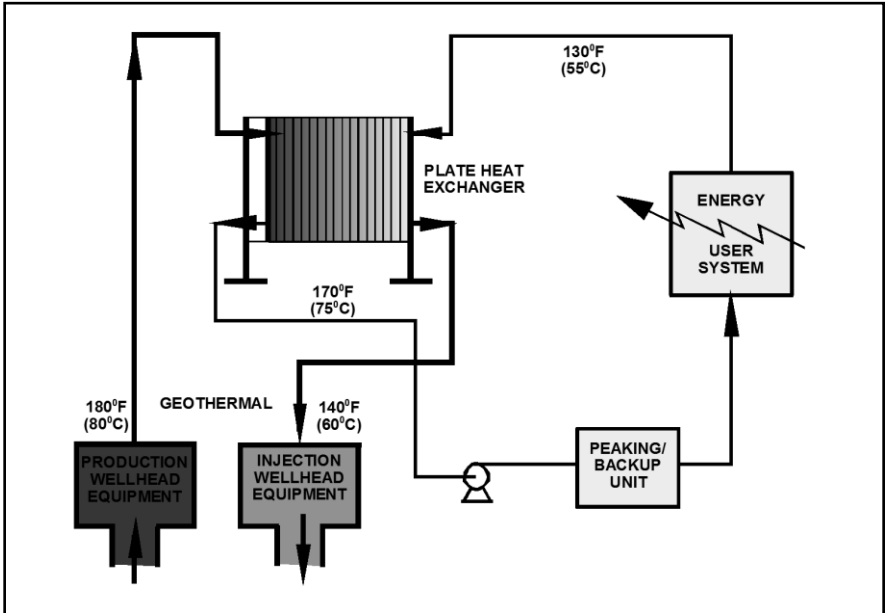 130⁰F
(55⁰C)
PLATE HEAT
EXCHANGER
ENERGY
USER
SYSTEM
170⁰F
(75⁰C)
GEOTHERMAL
180⁰F
(80⁰C)
140⁰F
(60⁰C)
PRODUCTION
WELLHEAD
EQUIPMENT
INJECTION
WELLHEAD
EQUIPMENT
PEAKING/
BACKUP
UNIT